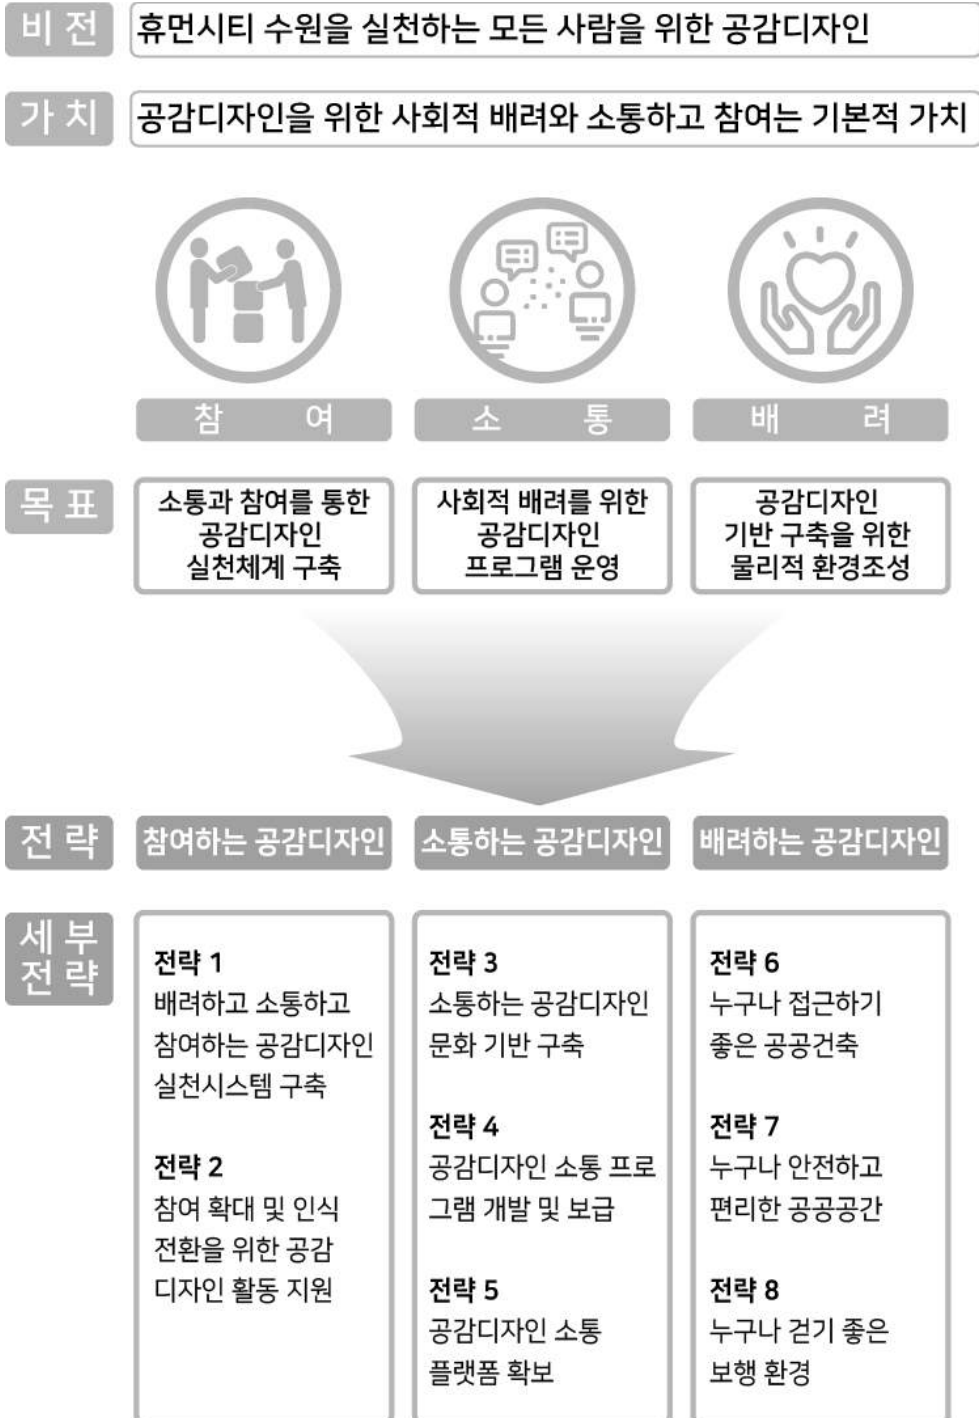 비 전
휴먼시티 수원을 실천하는 모든 사람을 위한 공감디자인
가 치
공감디자인을 위한 사회적 배려와 소통하고 참여는 기본적 가치
참 여
소 통
배 려
목 표
소통과 참여를 통한
공감디자인
실천체계 구축
사회적 배려를 위한
공감디자인
프로그램 운영
공감디자인
기반 구축을 위한
물리적 환경조성
전 략
참여하는 공감디자인
소통하는 공감디자인
배려하는 공감디자인
세 부
전 략
전략 1
배려하고 소통하고
참여하는 공감디자인
실천시스템 구축
전략 2
참여 확대 및 인식
전환을 위한 공감
디자인 활동 지원
전략 3
소통하는 공감디자인
문화 기반 구축
전략 4
공감디자인 소통 프로
그램 개발 및 보급
전략 5
공감디자인 소통
플랫폼 확보
전략 6
누구나 접근하기
좋은 공공건축
전략 7
누구나 안전하고
편리한 공공공간
전략 8
누구나 걷기 좋은
보행 환경